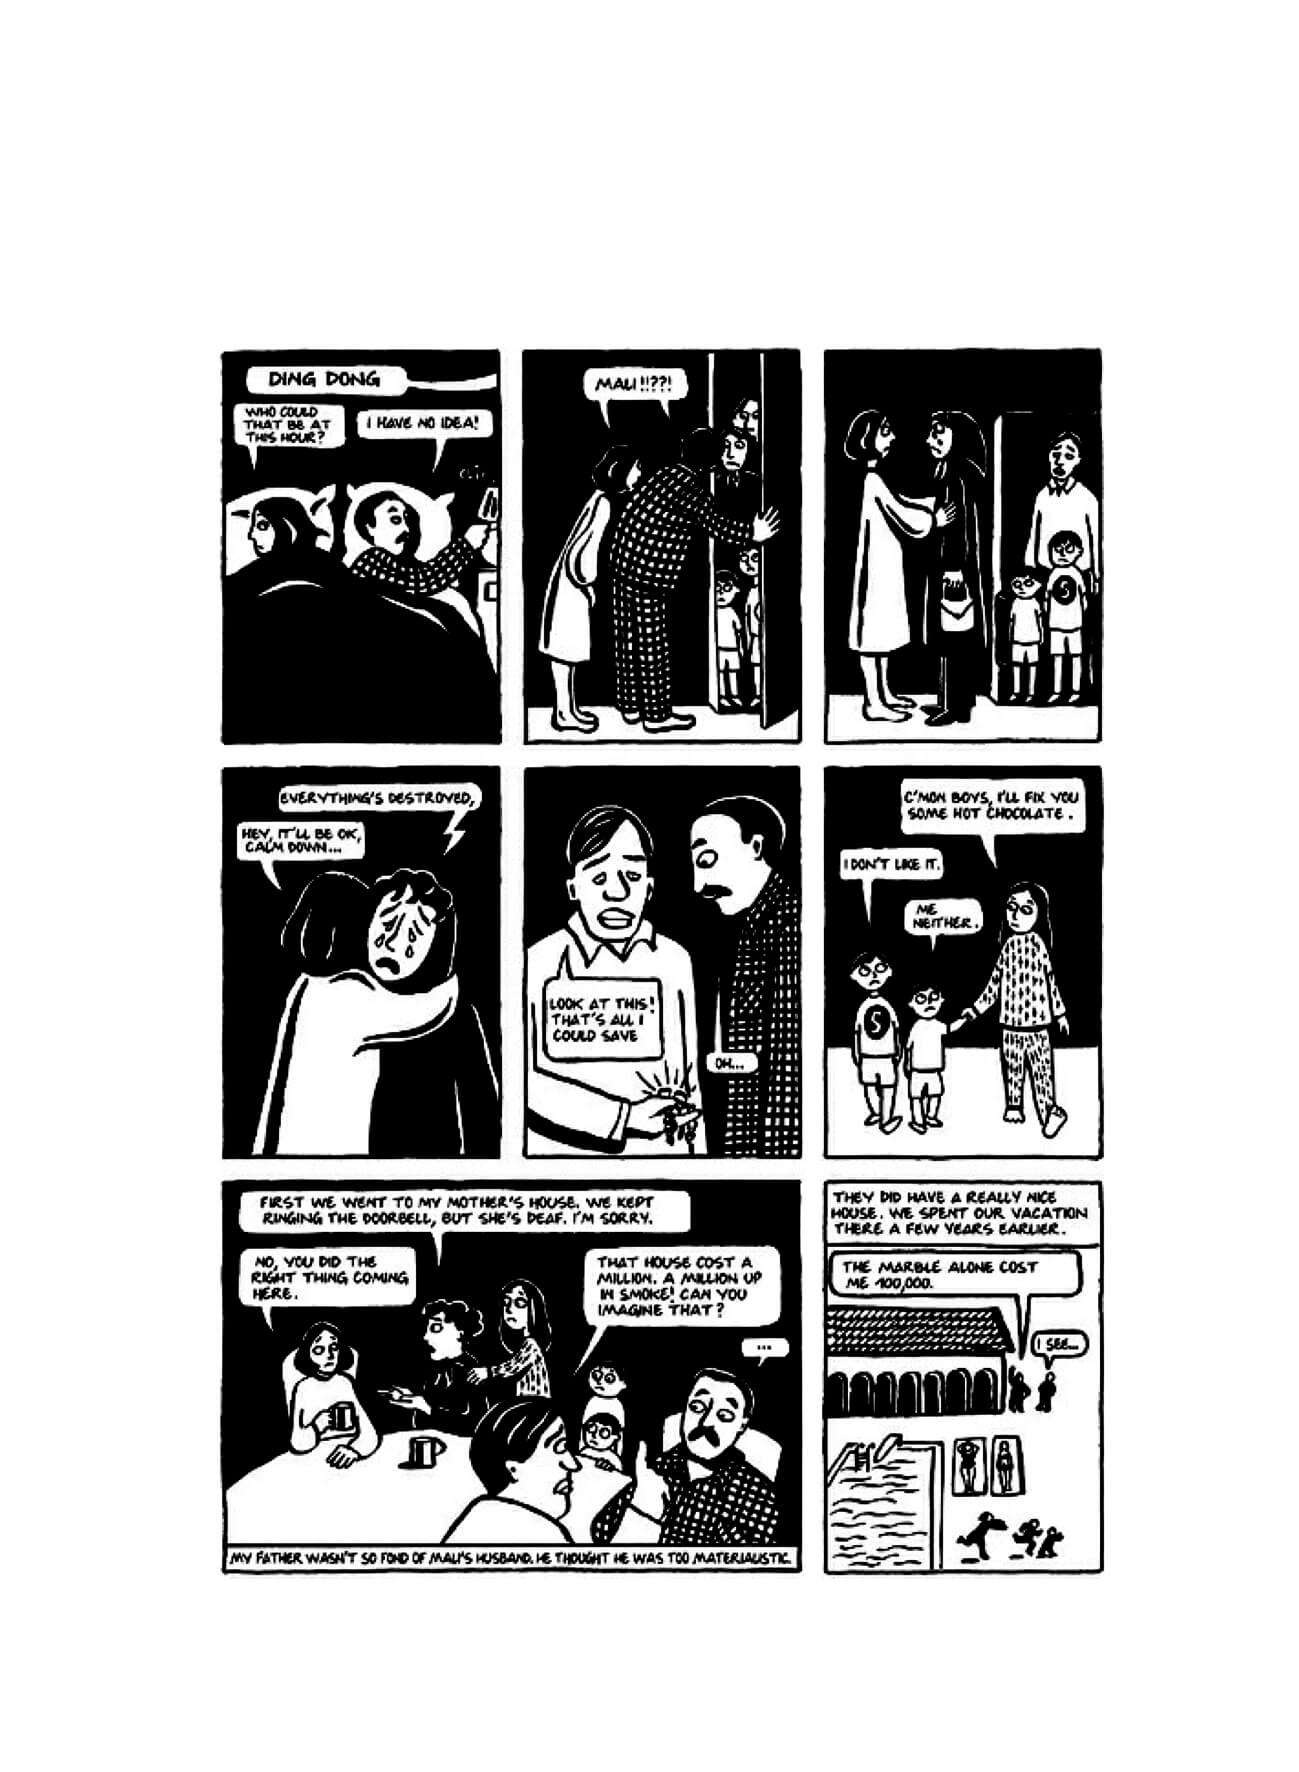 DING DONG
WHO COULD
THAT BE AT
THIS HOUR?
I HAVE NO IDEA!
MALI!!??!
EVERYTHING'S DESTROYED,
HEY, IT'LL BE OK,
CALM DOWN...
LOOK AT THIS!
THAT'S ALL I
COULD SAVE
OH...
C'MON BOYS, I'LL FIX YOU
SOME HOT CHOCOLATE.
I DON'T LIKE IT.
ME
NEITHER.
5
FIRST WE WENT TO MY MOTHER'S HOUSE. WE KEPT
RINGING THE DOORBELL, BUT SHE'S DEAF. I'M SORRY.
NO, YOU DID THE
RIGHT THING COMING
HERE.
THAT HOUSE COST A
MILLION. A MILLION UP
IN SMOKE! CAN YOU
IMAGINE THAT?
...
MY FATHER WASN'T SO FOND OF MALI'S HUSBAND. HE THOUGHT HE WAS TOO MATERIALISTIC.
THEY DID HAVE A REALLY NICE
HOUSE. WE SPENT OUR VACATION
THERE A FEW YEARS EARLIER.
THE MARBLE ALONE COST
ME 100,000.
I SEE...